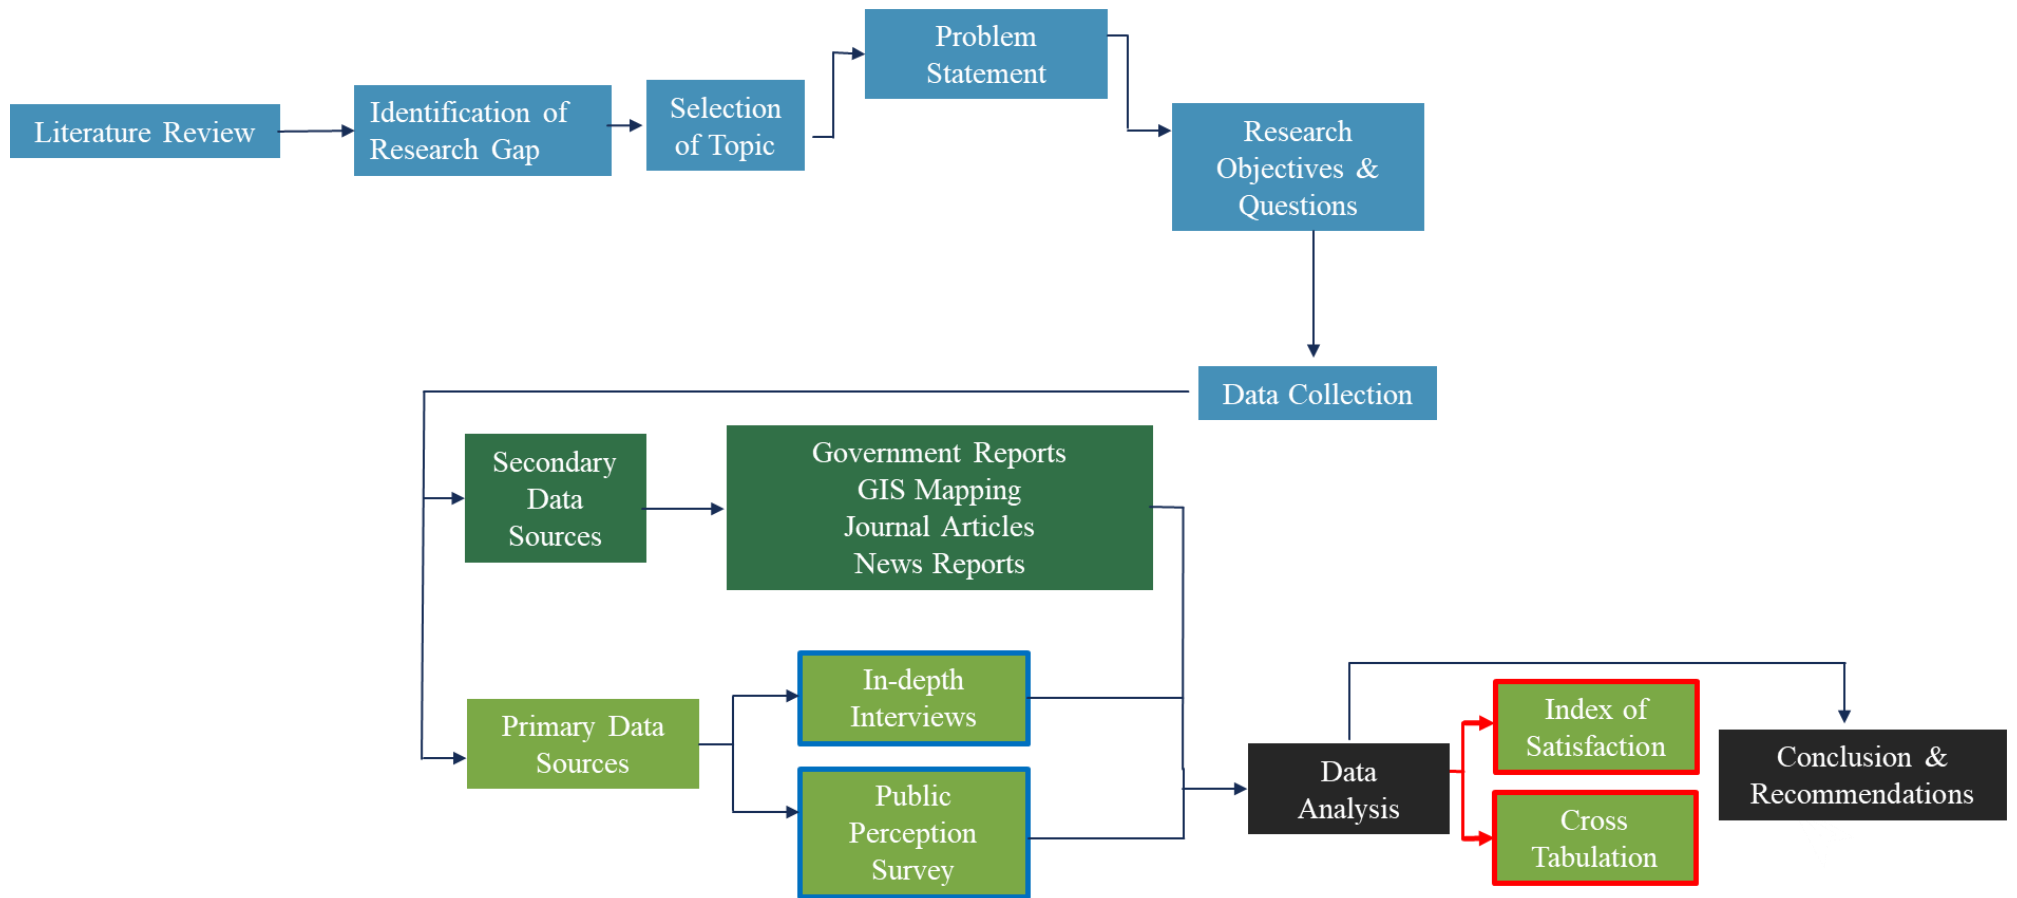 Literature Review
Identification of
Research Gap
Selection
of Topic
Problem
Statement
Research
Objectives &
Questions
Data Collection
Secondary
Data
Sources
Government Reports
GIS Mapping
Journal Articles
News Reports
Primary Data
Sources
In-depth
Interviews
Public
Perception
Survey
Data
Analysis
Index of
Satisfaction
Cross
Tabulation
Conclusion &
Recommendations